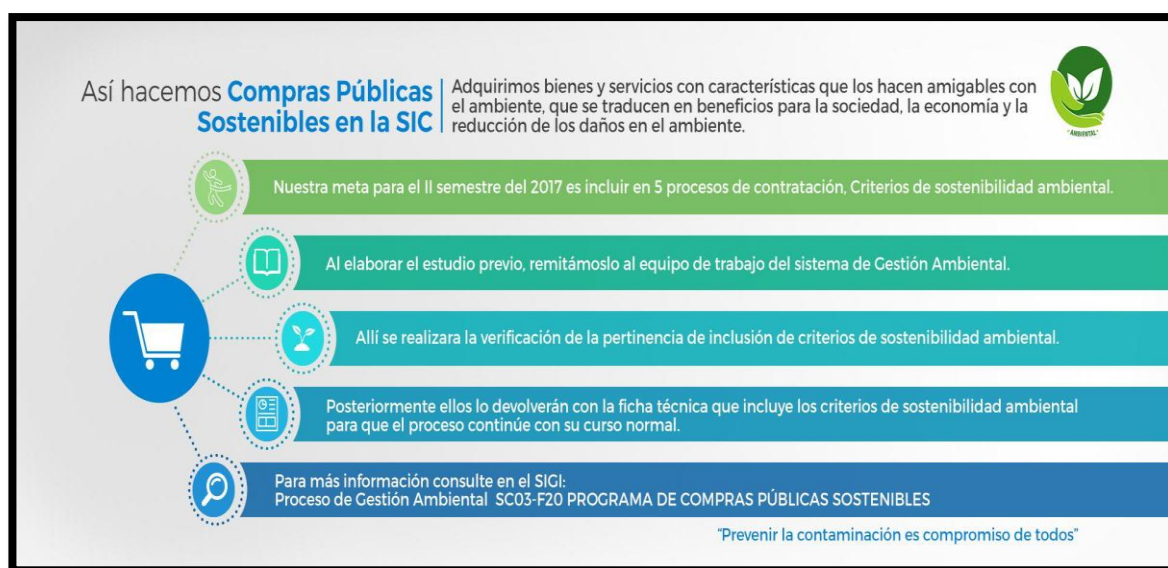 Así hacemos Compras Públicas
Sostenibles en la SIC
Adquirimos bienes y servicios con características que los hacen amigables con
el ambiente, que se traducen en beneficios para la sociedad, la economía y la
reducción de los daños en el ambiente.
· AMBIENTAL ·
Nuestra meta para el II semestre del 2017 es incluir en 5 procesos de contratación, Criterios de sostenibilidad ambiental.
Al elaborar el estudio previo, remitámoslo al equipo de trabajo del sistema de Gestión Ambiental.
Allí se realizara la verificación de la pertinencia de inclusión de criterios de sostenibilidad ambiental.
Posteriormente ellos lo devolverán con la ficha técnica que incluye los criterios de sostenibilidad ambiental
para que el proceso continúe con su curso normal.
Para más información consulte en el SIGI:
Proceso de Gestión Ambiental SC03-F20 PROGRAMA DE COMPRAS PÚBLICAS SOSTENIBLES
“Prevenir la contaminación es compromiso de todos”